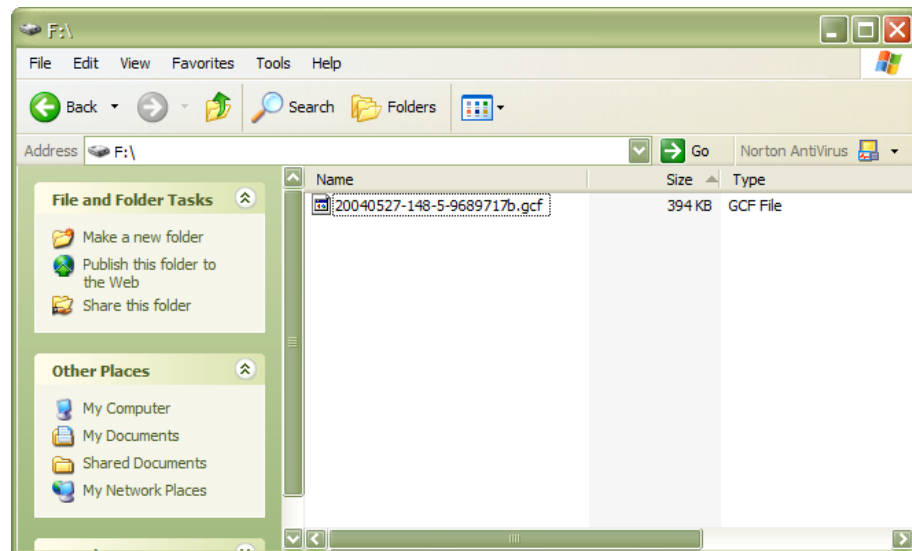 F:\
File Edit View Favorites Tools Help
Back Search Folders
Address F:\ Go Norton AntiVirus
Name Size Type
File and Folder Tasks
20040527-148-5-9689717b.gcf 394 KB GCF File
Make a new folder
Publish this folder to
the Web
Share this folder
Other Places
My Computer
My Documents
Shared Documents
My Network Places